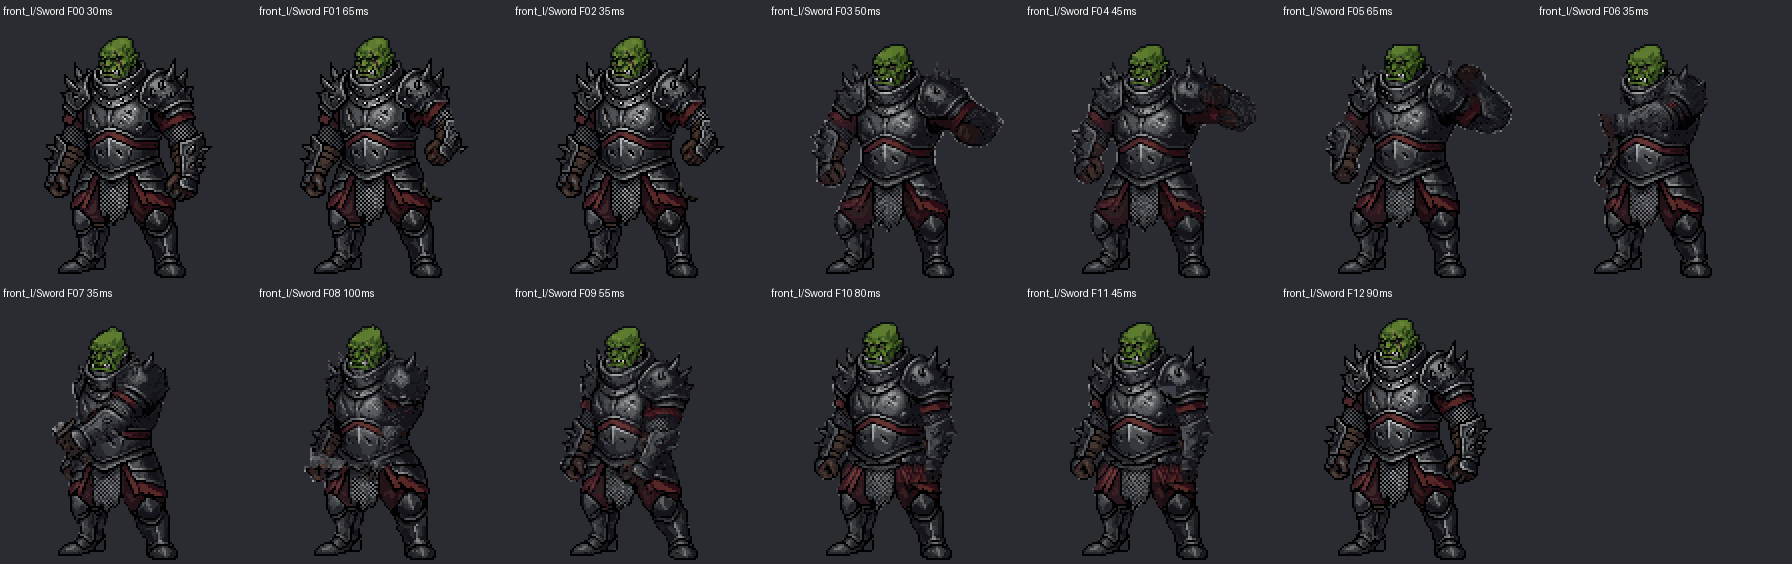 front_l/Sword F00 30ms
front_l/Sword F01 65ms
front_l/Sword F02 35ms
front_l/Sword F03 50ms
front_l/Sword F04 45ms
front_l/Sword F05 65ms
front_l/Sword F06 35ms
front_l/Sword F07 35ms
front_l/Sword F08 100ms
front_l/Sword F09 55ms
front_l/Sword F10 80ms
front_l/Sword F11 45ms
front_l/Sword F12 90ms